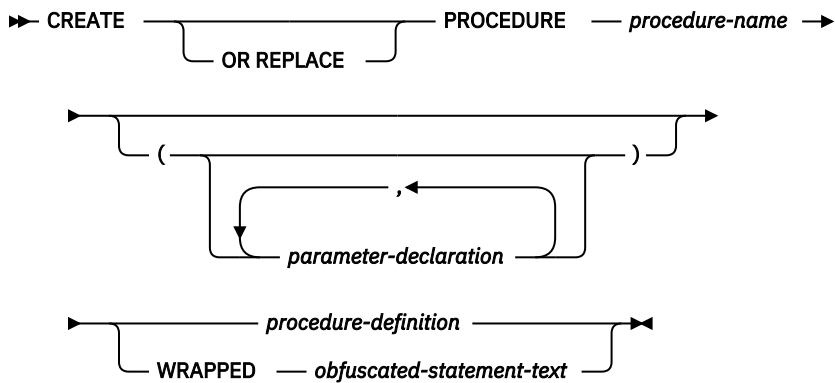 CREATE PROCEDURE procedure-name
OR REPLACE
( )
,
parameter-declaration
procedure-definition
WRAPPED obfuscated-statement-text